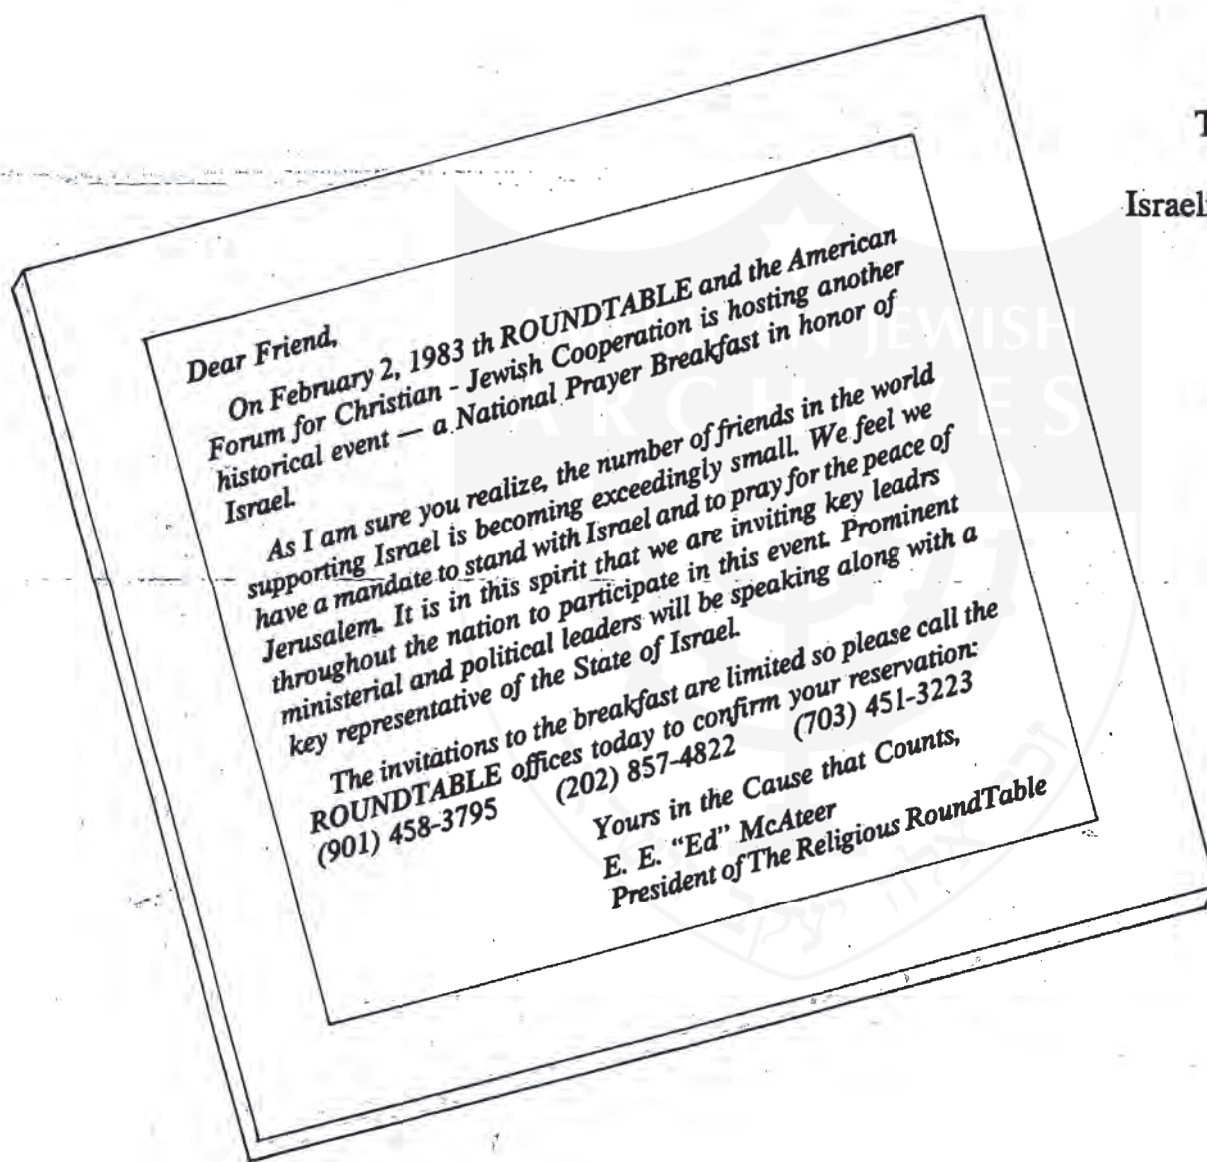 Dear Friend,
On February 2, 1983 th ROUNDTABLE and the American
Forum for Christian - Jewish Cooperation is hosting another
historical event — a National Prayer Breakfast in honor of
Israel.
As I am sure you realize, the number of friends in the world
supporting Israel is becoming exceedingly small. We feel we
have a mandate to stand with Israel and to pray for the peace of
Jerusalem. It is in this spirit that we are inviting key leadrs
throughout the nation to participate in this event. Prominent
ministerial and political leaders will be speaking along with a
key representative of the State of Israel.
The invitations to the breakfast are limited so please call the
ROUNDTABLE offices today to confirm your reservation:
(901) 458-3795 (202) 857-4822 (703) 451-3223
Yours in the Cause that Counts,
E. E. “Ed” McAteer
President of The Religious RoundTable
T
Israeli
AMERICAN JEWISH
ARCHIVES